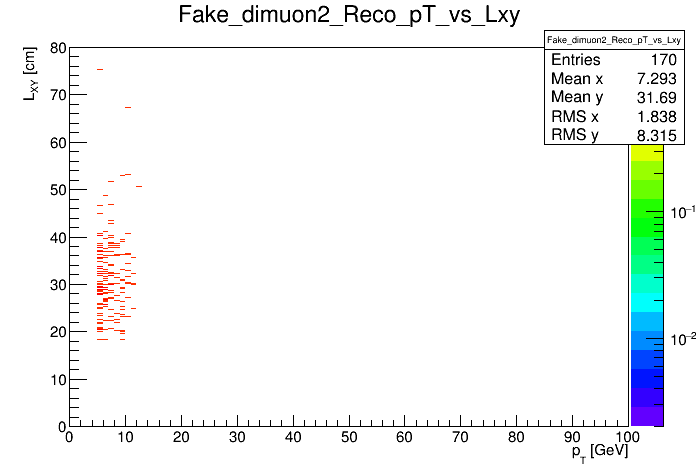 Fake_dimuon2_Reco_pT_vs_Lxy
Fake_dimuon2_Reco_pT_vs_Lxy
Entries 170
Mean x 7.293
Mean y 31.69
RMS x 1.838
RMS y 8.315
L_XY [cm]
80
70
60
50
40
30
20
10
0
0 10 20 30 40 50 60 70 80 90 100
p_T [GeV]
10^-1
10^-2